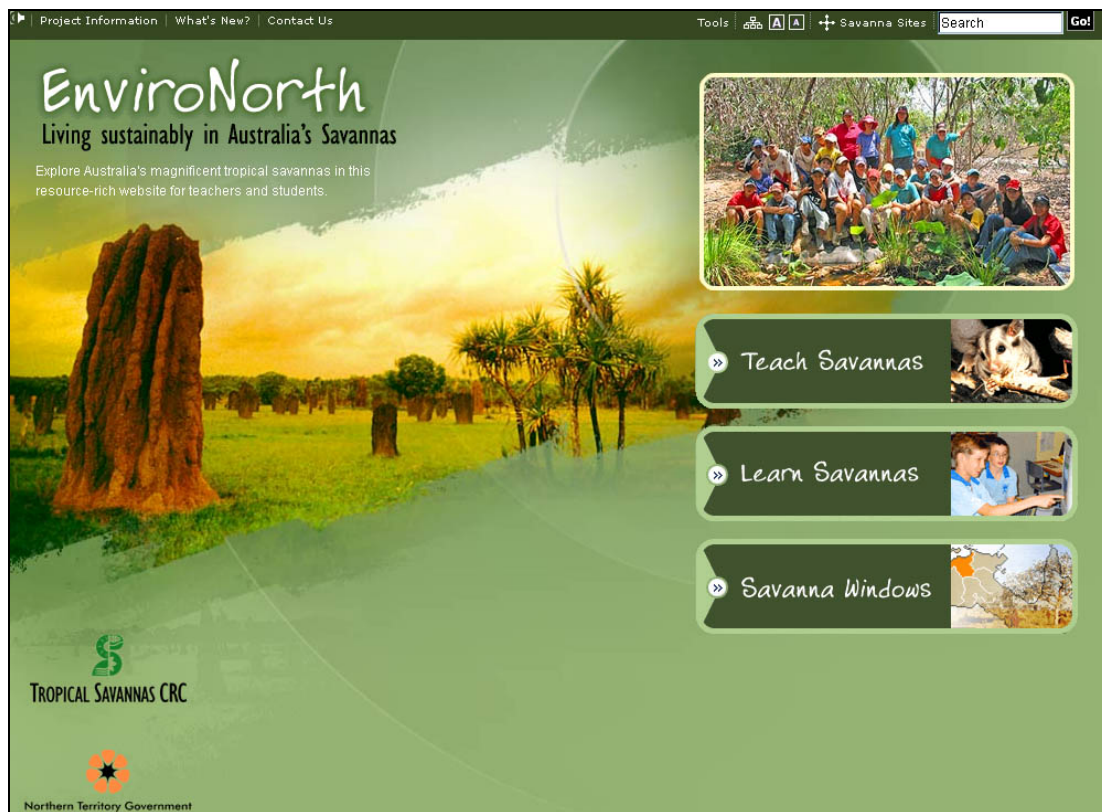 Project Information | What's New? | Contact Us
Tools A A Savanna Sites Search Go!
EnviroNorth
Living sustainably in Australia's Savannas
Explore Australia's magnificent tropical savannas in this
resource-rich website for teachers and students.
Teach Savannas
Learn Savannas
Savanna Windows
TROPICAL SAVANNAS CRC
Northern Territory Government